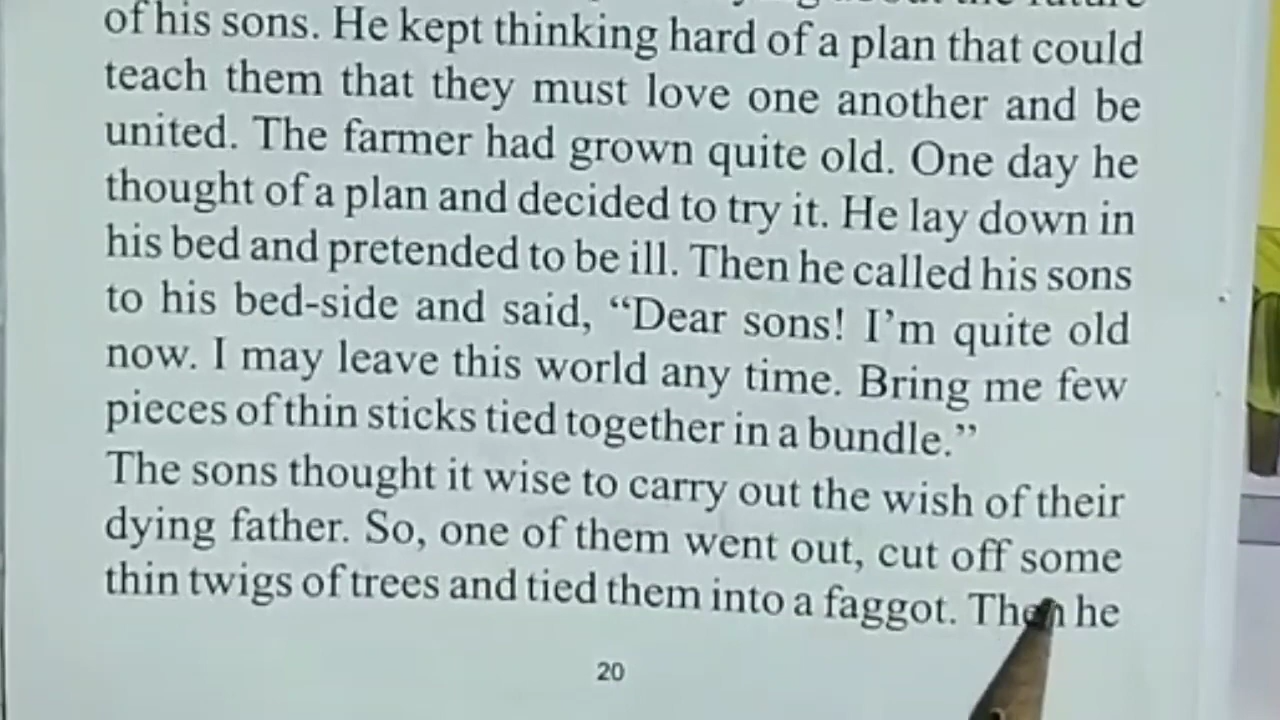 the future
of his sons. He kept thinking hard of a plan that could
teach them that they must love one another and be
united. The farmer had grown quite old. One day he
thought of a plan and decided to try it. He lay down in
his bed and pretended to be ill. Then he called his sons
to his bed-side and said, “Dear sons! I’m quite old
now. I may leave this world any time. Bring me few
pieces of thin sticks tied together in a bundle.”
The sons thought it wise to carry out the wish of their
dying father. So, one of them went out, cut off some
thin twigs of trees and tied them into a faggot. Then he
20